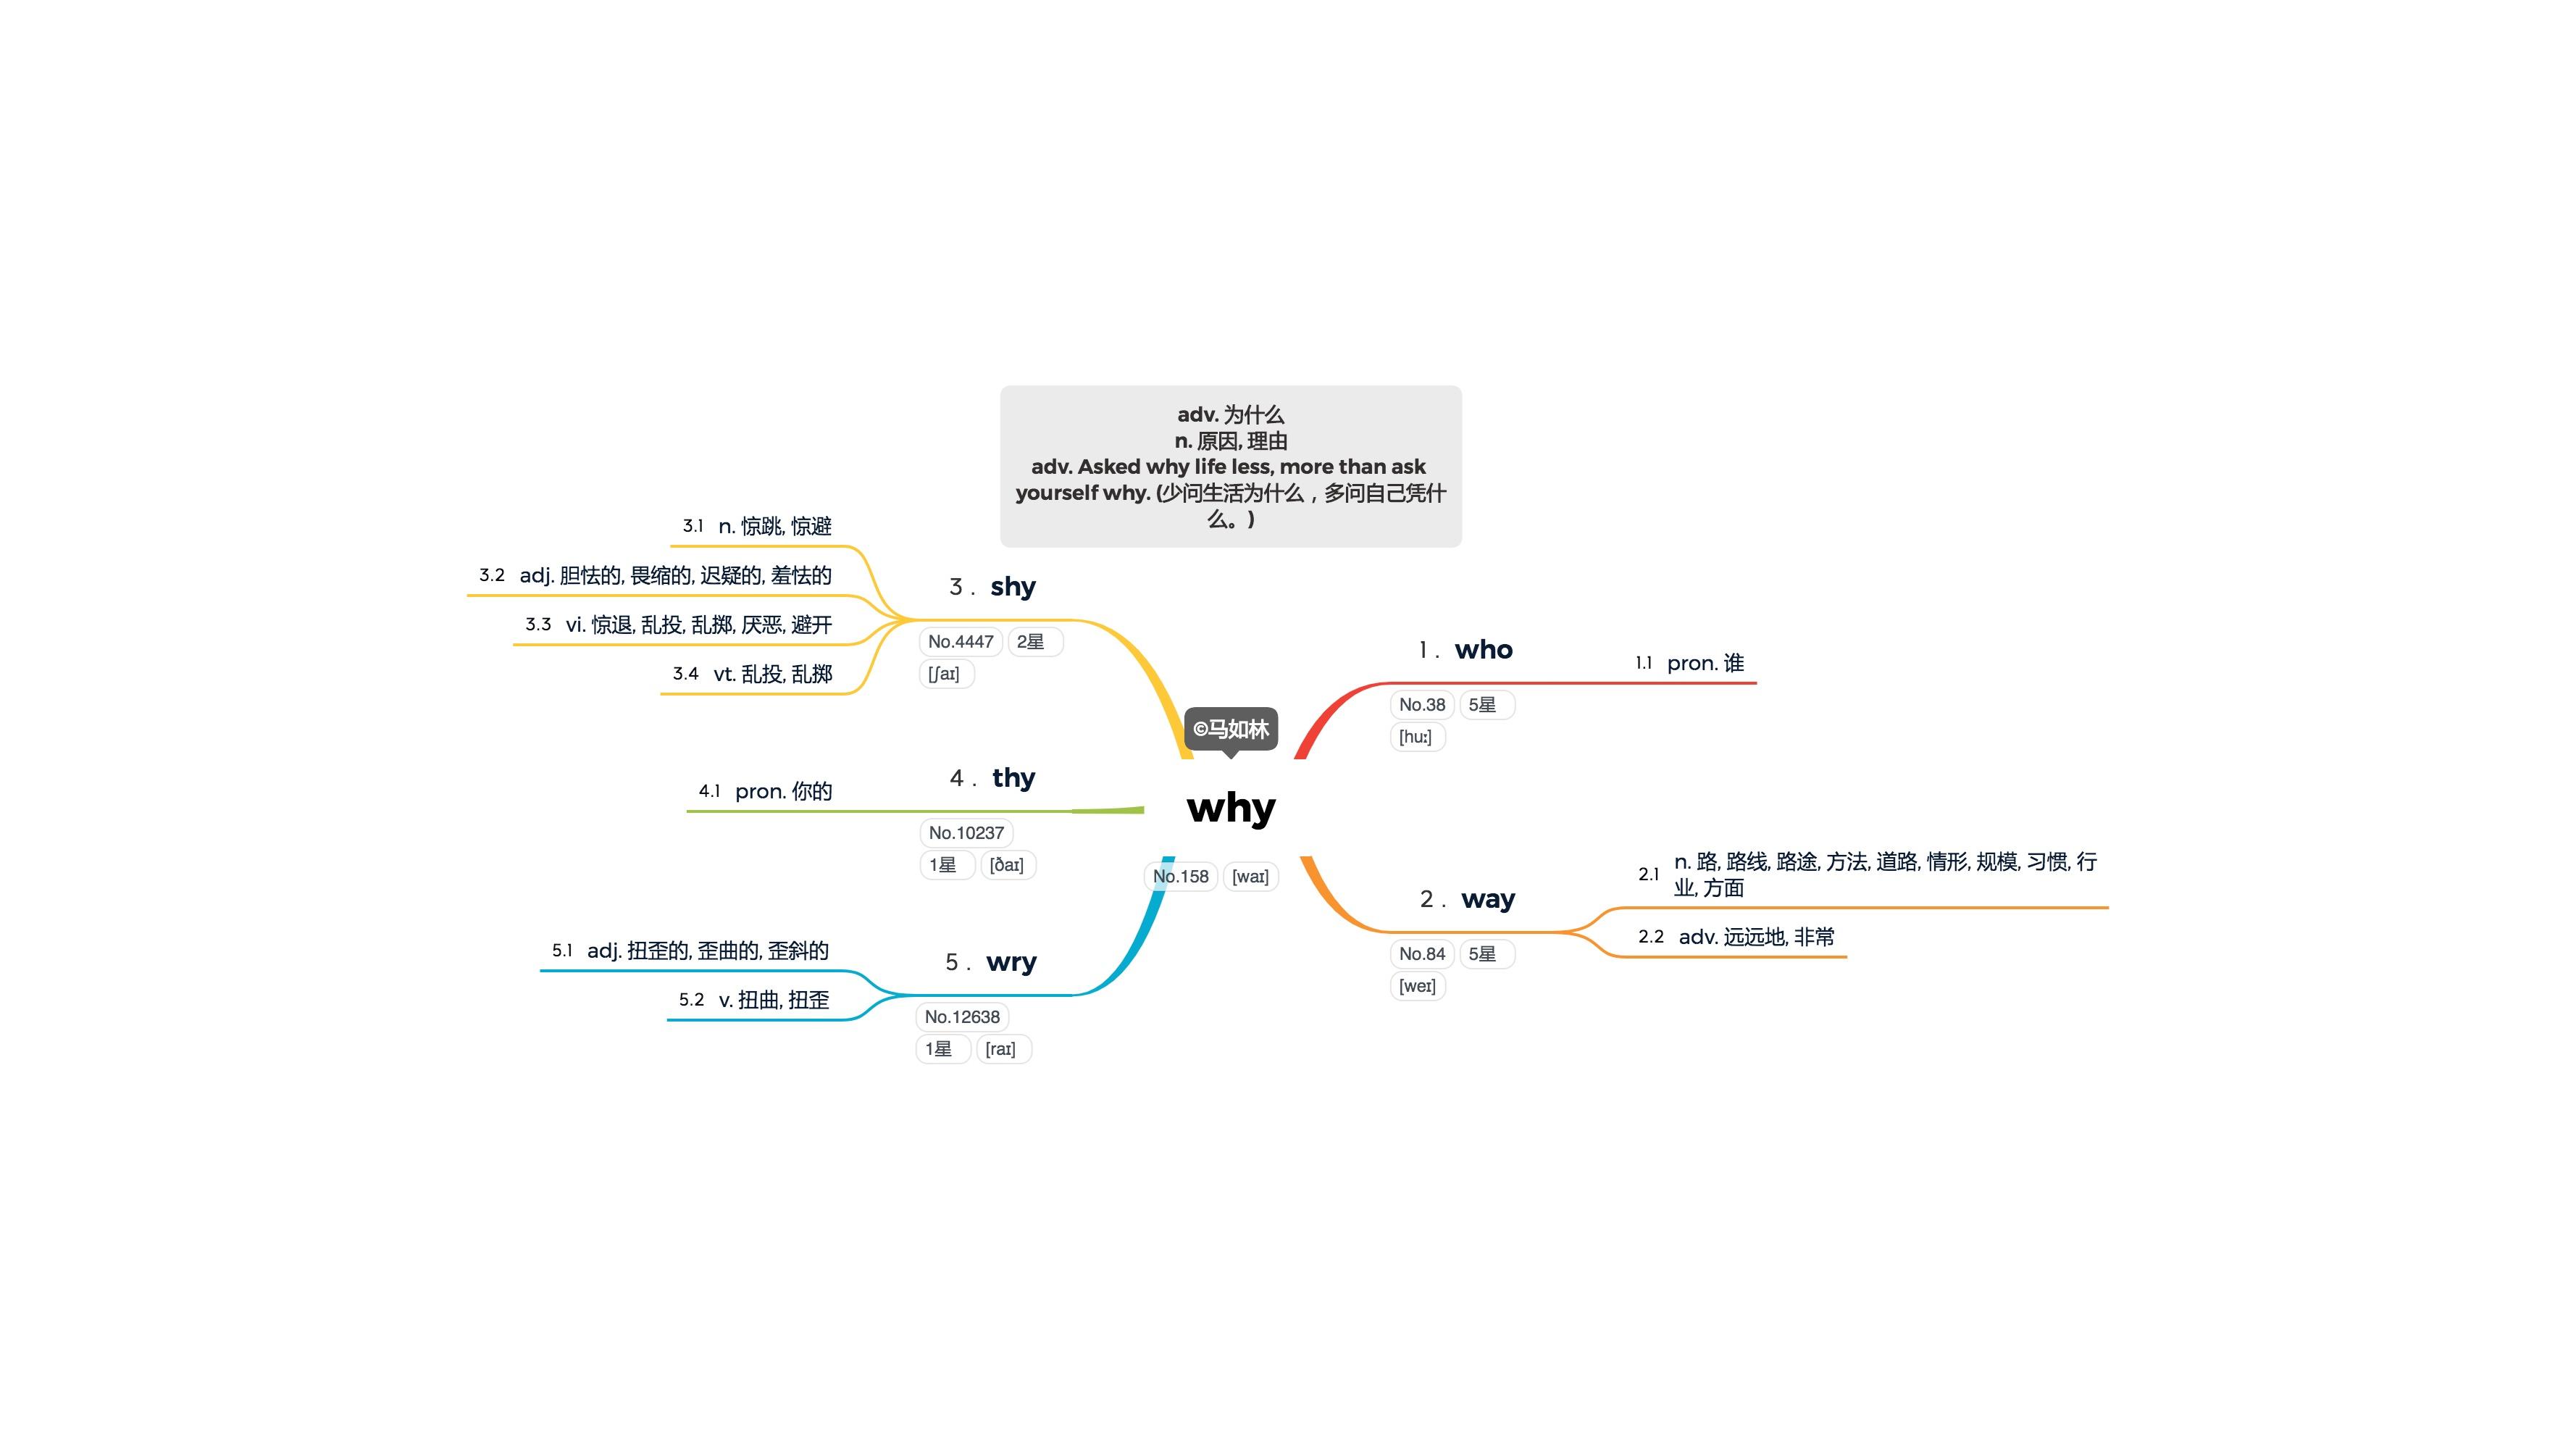 adv. 为什么
n. 原因, 理由
adv. Asked why life less, more than ask
yourself why. (少问生活为什么，多问自己凭什
么。)
©马如林
why
No.158 [waɪ]
1. who
No.38 5星
[huː]
1.1 pron. 谁
2. way
No.84 5星
[weɪ]
2.1 n. 路, 路线, 路途, 方法, 道路, 情形, 规模, 习惯, 行
业, 方面
2.2 adv. 远远地, 非常
3. shy
No.4447 2星
[ʃaɪ]
3.1 n. 惊跳, 惊避
3.2 adj. 胆怯的, 畏缩的, 迟疑的, 羞怯的
3.3 vi. 惊退, 乱投, 乱掷, 厌恶, 避开
3.4 vt. 乱投, 乱掷
4. thy
No.10237
1星 [ðaɪ]
4.1 pron. 你的
5. wry
No.12638
1星 [raɪ]
5.1 adj. 扭歪的, 歪曲的, 歪斜的
5.2 v. 扭曲, 扭歪